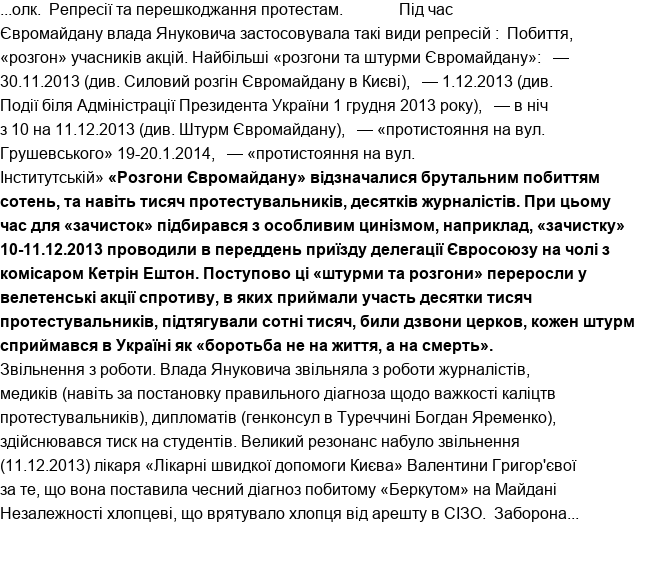 ...олк.  Репресії та перешкоджання протестам.             Під час
Євромайдану влада Януковича застосовувала такі види репресій :  Побиття,
«розгон» учасників акцій. Найбільші «розгони та штурми Євромайдану»:   —
30.11.2013 (див. Силовий розгін Євромайдану в Києві),   — 1.12.2013 (див.
Події біля Адміністрації Президента України 1 грудня 2013 року),   — в ніч
з 10 на 11.12.2013 (див. Штурм Євромайдану),   — «протистояння на вул.
Грушевського» 19-20.1.2014,   — «протистояння на вул.
Інститутській» «Розгони Євромайдану» відзначалися брутальним побиттям
сотень, та навіть тисяч протестувальників, десятків журналістів. При цьому
час для «зачисток» підбирався з особливим цинізмом, наприклад, «зачистку»
10-11.12.2013 проводили в переддень приїзду делегації Євросоюзу на чолі з
комісаром Кетрін Ештон. Поступово ці «штурми та розгони» переросли у
велетенські акції спротиву, в яких приймали участь десятки тисяч
протестувальників, підтягували сотні тисяч, били дзвони церков, кожен штурм
сприймався в Україні як «боротьба не на життя, а на смерть».
Звільнення з роботи. Влада Януковича звільняла з роботи журналістів,
медиків (навіть за постановку правильного діагноза щодо важкості каліцтв
протестувальників), дипломатів (генконсул в Туреччині Богдан Яременко),
здійснювався тиск на студентів. Великий резонанс набуло звільнення
(11.12.2013) лікаря «Лікарні швидкої допомоги Києва» Валентини Григор'євої
за те, що вона поставила чесний діагноз побитому «Беркутом» на Майдані
Незалежності хлопцеві, що врятувало хлопця від арешту в СІЗО.  Заборона...